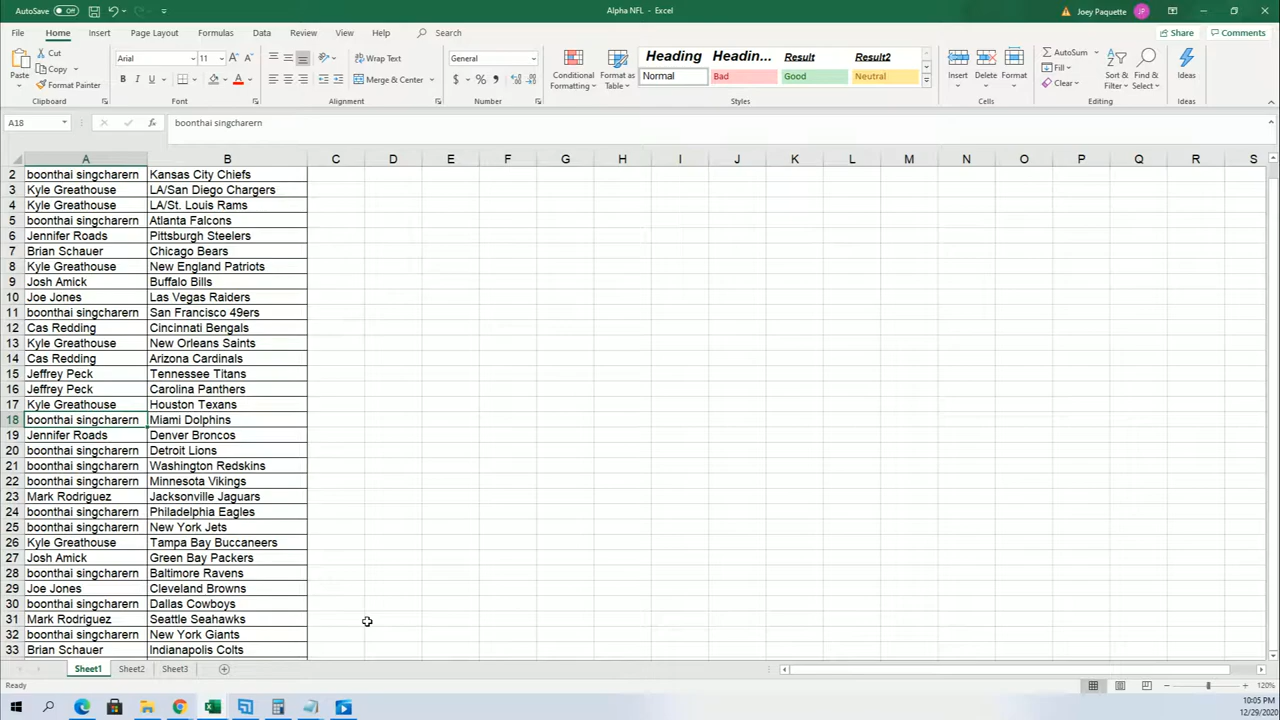 AutoSave Off Alpha NFL - Excel Joey Paquette JP
File Home Insert Page Layout Formulas Data Review View Help Search Share Comments
Cut Arial 11 Wrap Text General Heading Headin... Result Result2 AutoSum
Paste Copy Merge & Center Conditional Formatting Format as Table Normal Bad Good Neutral Insert Delete Format Fill Sort & Filter Find & Select Ideas
Format Painter B I U A $ % Clear
Clipboard Font Alignment Number Styles Cells Editing Ideas
A18 fx boonthai singcharern
A B C D E F G H I J K L M N O P Q R S
2 boonthai singcharern Kansas City Chiefs
3 Kyle Greathouse LA/San Diego Chargers
4 Kyle Greathouse LA/St. Louis Rams
5 boonthai singcharern Atlanta Falcons
6 Jennifer Roads Pittsburgh Steelers
7 Brian Schauer Chicago Bears
8 Kyle Greathouse New England Patriots
9 Josh Amick Buffalo Bills
10 Joe Jones Las Vegas Raiders
11 boonthai singcharern San Francisco 49ers
12 Cas Redding Cincinnati Bengals
13 Kyle Greathouse New Orleans Saints
14 Cas Redding Arizona Cardinals
15 Jeffrey Peck Tennessee Titans
16 Jeffrey Peck Carolina Panthers
17 Kyle Greathouse Houston Texans
18 boonthai singcharern Miami Dolphins
19 Jennifer Roads Denver Broncos
20 boonthai singcharern Detroit Lions
21 boonthai singcharern Washington Redskins
22 boonthai singcharern Minnesota Vikings
23 Mark Rodriguez Jacksonville Jaguars
24 boonthai singcharern Philadelphia Eagles
25 boonthai singcharern New York Jets
26 Kyle Greathouse Tampa Bay Buccaneers
27 Josh Amick Green Bay Packers
28 boonthai singcharern Baltimore Ravens
29 Joe Jones Cleveland Browns
30 boonthai singcharern Dallas Cowboys
31 Mark Rodriguez Seattle Seahawks
32 boonthai singcharern New York Giants
33 Brian Schauer Indianapolis Colts
Sheet1 Sheet2 Sheet3
Ready 120%
10:05 PM
12/29/2020